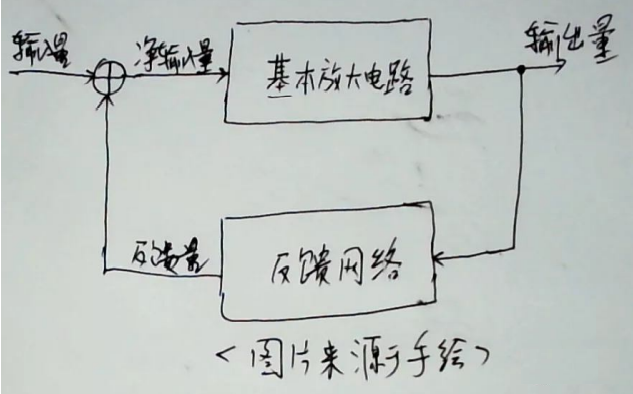 输入量
净输入量
基本放大电路
输出量
反馈量
反馈网络
<图片来源于手绘>